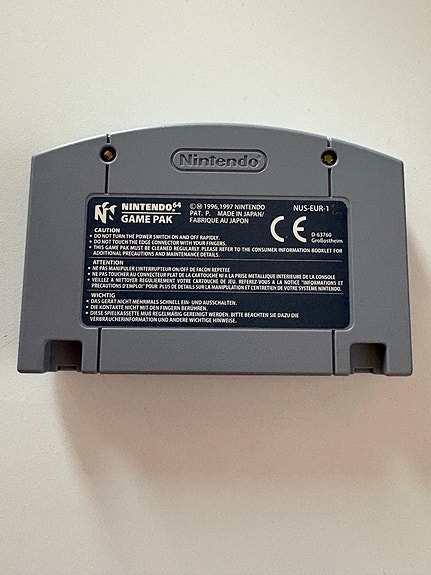 Nintendo
NINTENDO 64
GAME PAK
©Ⓜ 1996,1997 NINTENDO
PAT. P. MADE IN JAPAN/
FABRIQUE AU JAPON
NUS-EUR-1
CE
D-63760
Großostheim
CAUTION
• DO NOT TURN THE POWER SWITCH ON AND OFF RAPIDLY.
• DO NOT TOUCH THE EDGE CONNECTOR WITH YOUR FINGERS.
• THIS GAME PAK MUST BE CLEANED REGULARLY. PLEASE REFER TO THE CONSUMER INFORMATION BOOKLET FOR
ADDITIONAL PRECAUTIONS AND MAINTENANCE DETAILS.
ATTENTION
• NE PAS MANIPULER L'INTERRUPTEUR ON/OFF DE FACON REPETEE
• NE PAS TOUCHER AU CONNECTEUR PLAT DE LA CARTOUCHE NI A LA PRISE METALLIQUE INTERIEURE DE LA CONSOLE
• VEILLEZ A NETTOYER REGULIEREMENT VOTRE CARTOUCHE DE JEU. REFEREZ-VOUS A LA NOTICE "INFORMATIONS ET
PRECAUTIONS D'EMPLOI" POUR PLUS DE DETAILS SUR LA MANIPULATION ET L'ENTRETIEN DE VOTRE SYSTEME NINTENDO.
WICHTIG
• DAS GERÄT NICHT MEHRMALS SCHNELL EIN- UND AUSSCHALTEN.
• DIE KONTAKTE NICHT MIT DEN FINGERN BERÜHREN.
• DIESE SPIELKASSETTE MUß REGELMÄßIG GEREINIGT WERDEN. BITTE BEACHTEN SIE DAZU DIE
VERBRAUCHERINFORMATION UND ANDERE WICHTIGE HINWEISE.